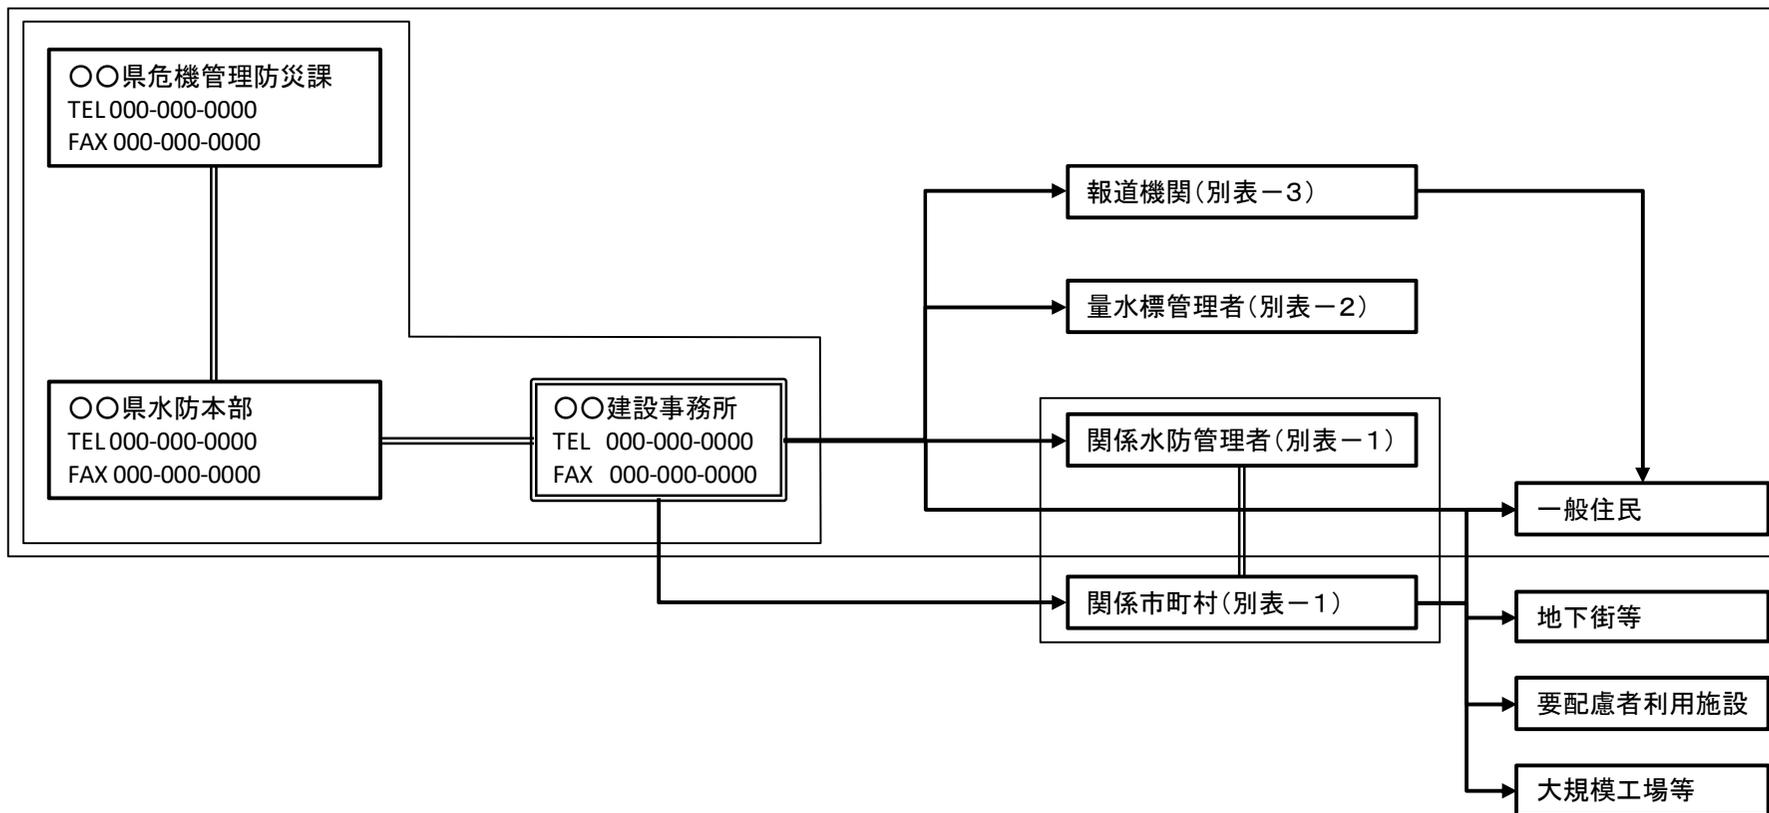 〇〇県危機管理防災課
TEL 000-000-0000
FAX 000-000-0000
報道機関(別表－3)
量水標管理者(別表－2)
〇〇県水防本部
TEL 000-000-0000
FAX 000-000-0000
〇〇建設事務所
TEL 000-000-0000
FAX 000-000-0000
関係水防管理者(別表－1)
一般住民
関係市町村(別表－1)
地下街等
要配慮者利用施設
大規模工場等